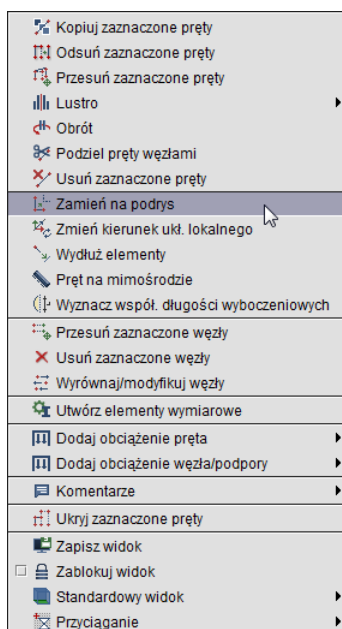 Kopiuj zaznaczone pręty
Odsuń zaznaczone pręty
Przesuń zaznaczone pręty
Lustro
Obrót
Podziel pręty węzłami
Usuń zaznaczone pręty
Zamień na podrys
Zmień kierunek ukł. lokalnego
Wydłuż elementy
Pręt na mimośrodzie
Wyznacz współ. długości wyboczeniowych
Przesuń zaznaczone węzły
Usuń zaznaczone węzły
Wyrównaj/modyfikuj węzły
Utwórz elementy wymiarowe
Dodaj obciążenie pręta
Dodaj obciążenie węzła/podpory
Komentarze
Ukryj zaznaczone pręty
Zapisz widok
Zablokuj widok
Standardowy widok
Przyciąganie